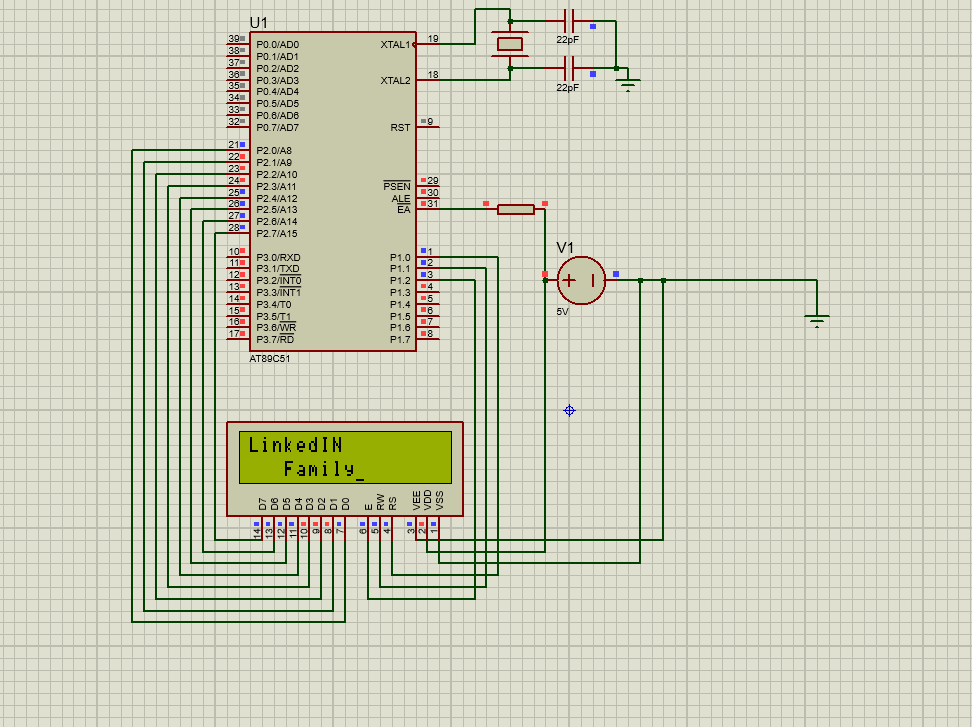 U1
39 P0.0/AD0 XTAL1 19
38 P0.1/AD1
37 P0.2/AD2
36 P0.3/AD3 XTAL2 18
35 P0.4/AD4
34 P0.5/AD5
33 P0.6/AD6
32 P0.7/AD7 RST 9
21 P2.0/A8
22 P2.1/A9
23 P2.2/A10
24 P2.3/A11 PSEN 29
25 P2.4/A12 ALE 30
26 P2.5/A13 EA 31
27 P2.6/A14
28 P2.7/A15
10 P3.0/RXD P1.0 1
11 P3.1/TXD P1.1 2
12 P3.2/INT0 P1.2 3
13 P3.3/INT1 P1.3 4
14 P3.4/T0 P1.4 5
15 P3.5/T1 P1.5 6
16 P3.6/WR P1.6 7
17 P3.7/RD P1.7 8
AT89C51
22pF
22pF
V1
5V
LinkedIN
Family_
D7 D6 D5 D4 D3 D2 D1 D0 E RW RS VEE VDD VSS
14 13 12 11 10 9 8 7 6 5 4 3 2 1